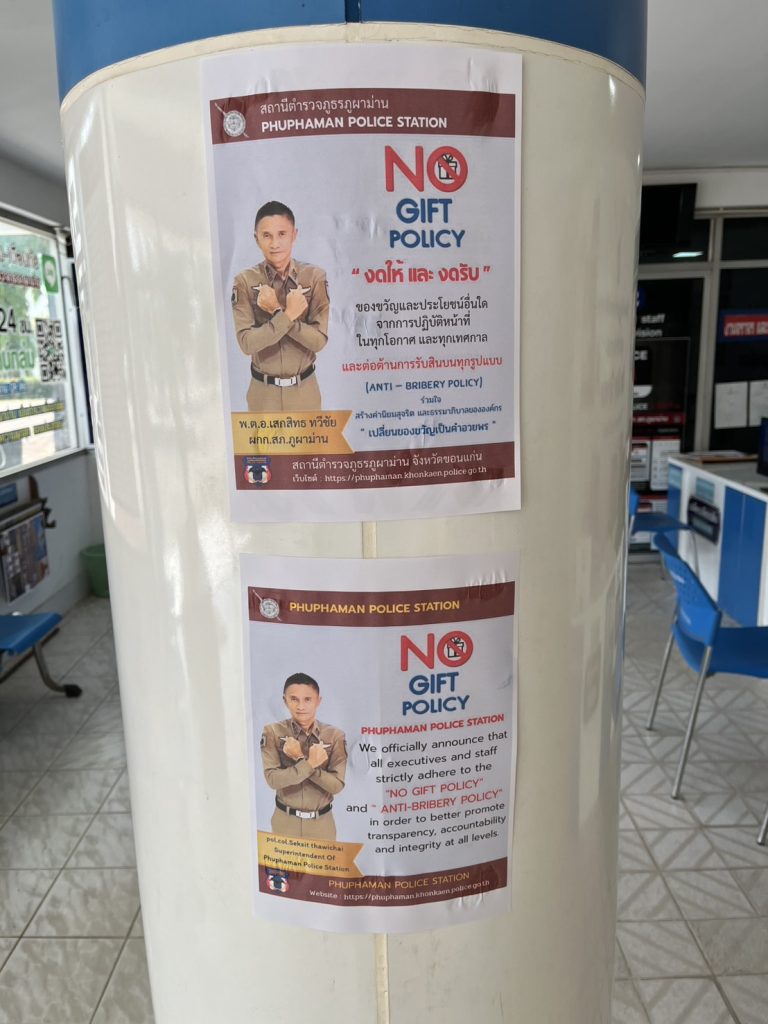 สถานีตำรวจภูธรภูผาม่าน
PHUPHAMAN POLICE STATION
NO
GIFT
POLICY
“ งดให้ และ งดรับ ”
ของขวัญและประโยชน์อื่นใด
จากการปฏิบัติหน้าที่
ในทุกโอกาศ และทุกเทศกาล
และต่อต้านการรับสินบนทุกรูปแบบ
(ANTI – BRIBERY POLICY)
ร่วมใจ
สร้างค่านิยมสุจริต และธรรมาภิบาลขององค์กร
“ เปลี่ยนของขวัญเป็นคำอวยพร ”
พ.ต.อ.เสกสิทธ ทวีชัย
ผกก.สภ.ภูผาม่าน
สถานีตำรวจภูธรภูผาม่าน จังหวัดขอนแก่น
เว็บไซต์ : https://phuphaman.khonkaen.police.go.th
PHUPHAMAN POLICE STATION
NO
GIFT
POLICY
PHUPHAMAN POLICE STATION
We officially announce that
all executives and staff
strictly adhere to the
"NO GIFT POLICY"
and " ANTI-BRIBERY POLICY"
in order to better promote
transparency, accountability
and integrity at all levels.
pol.col.Seksit thawichai
Superintendent Of
Phuphaman Police Station
PHUPHAMAN POLICE STATION
Website : https://phuphaman.khonkaen.police.go.th
24 ชม.
staff